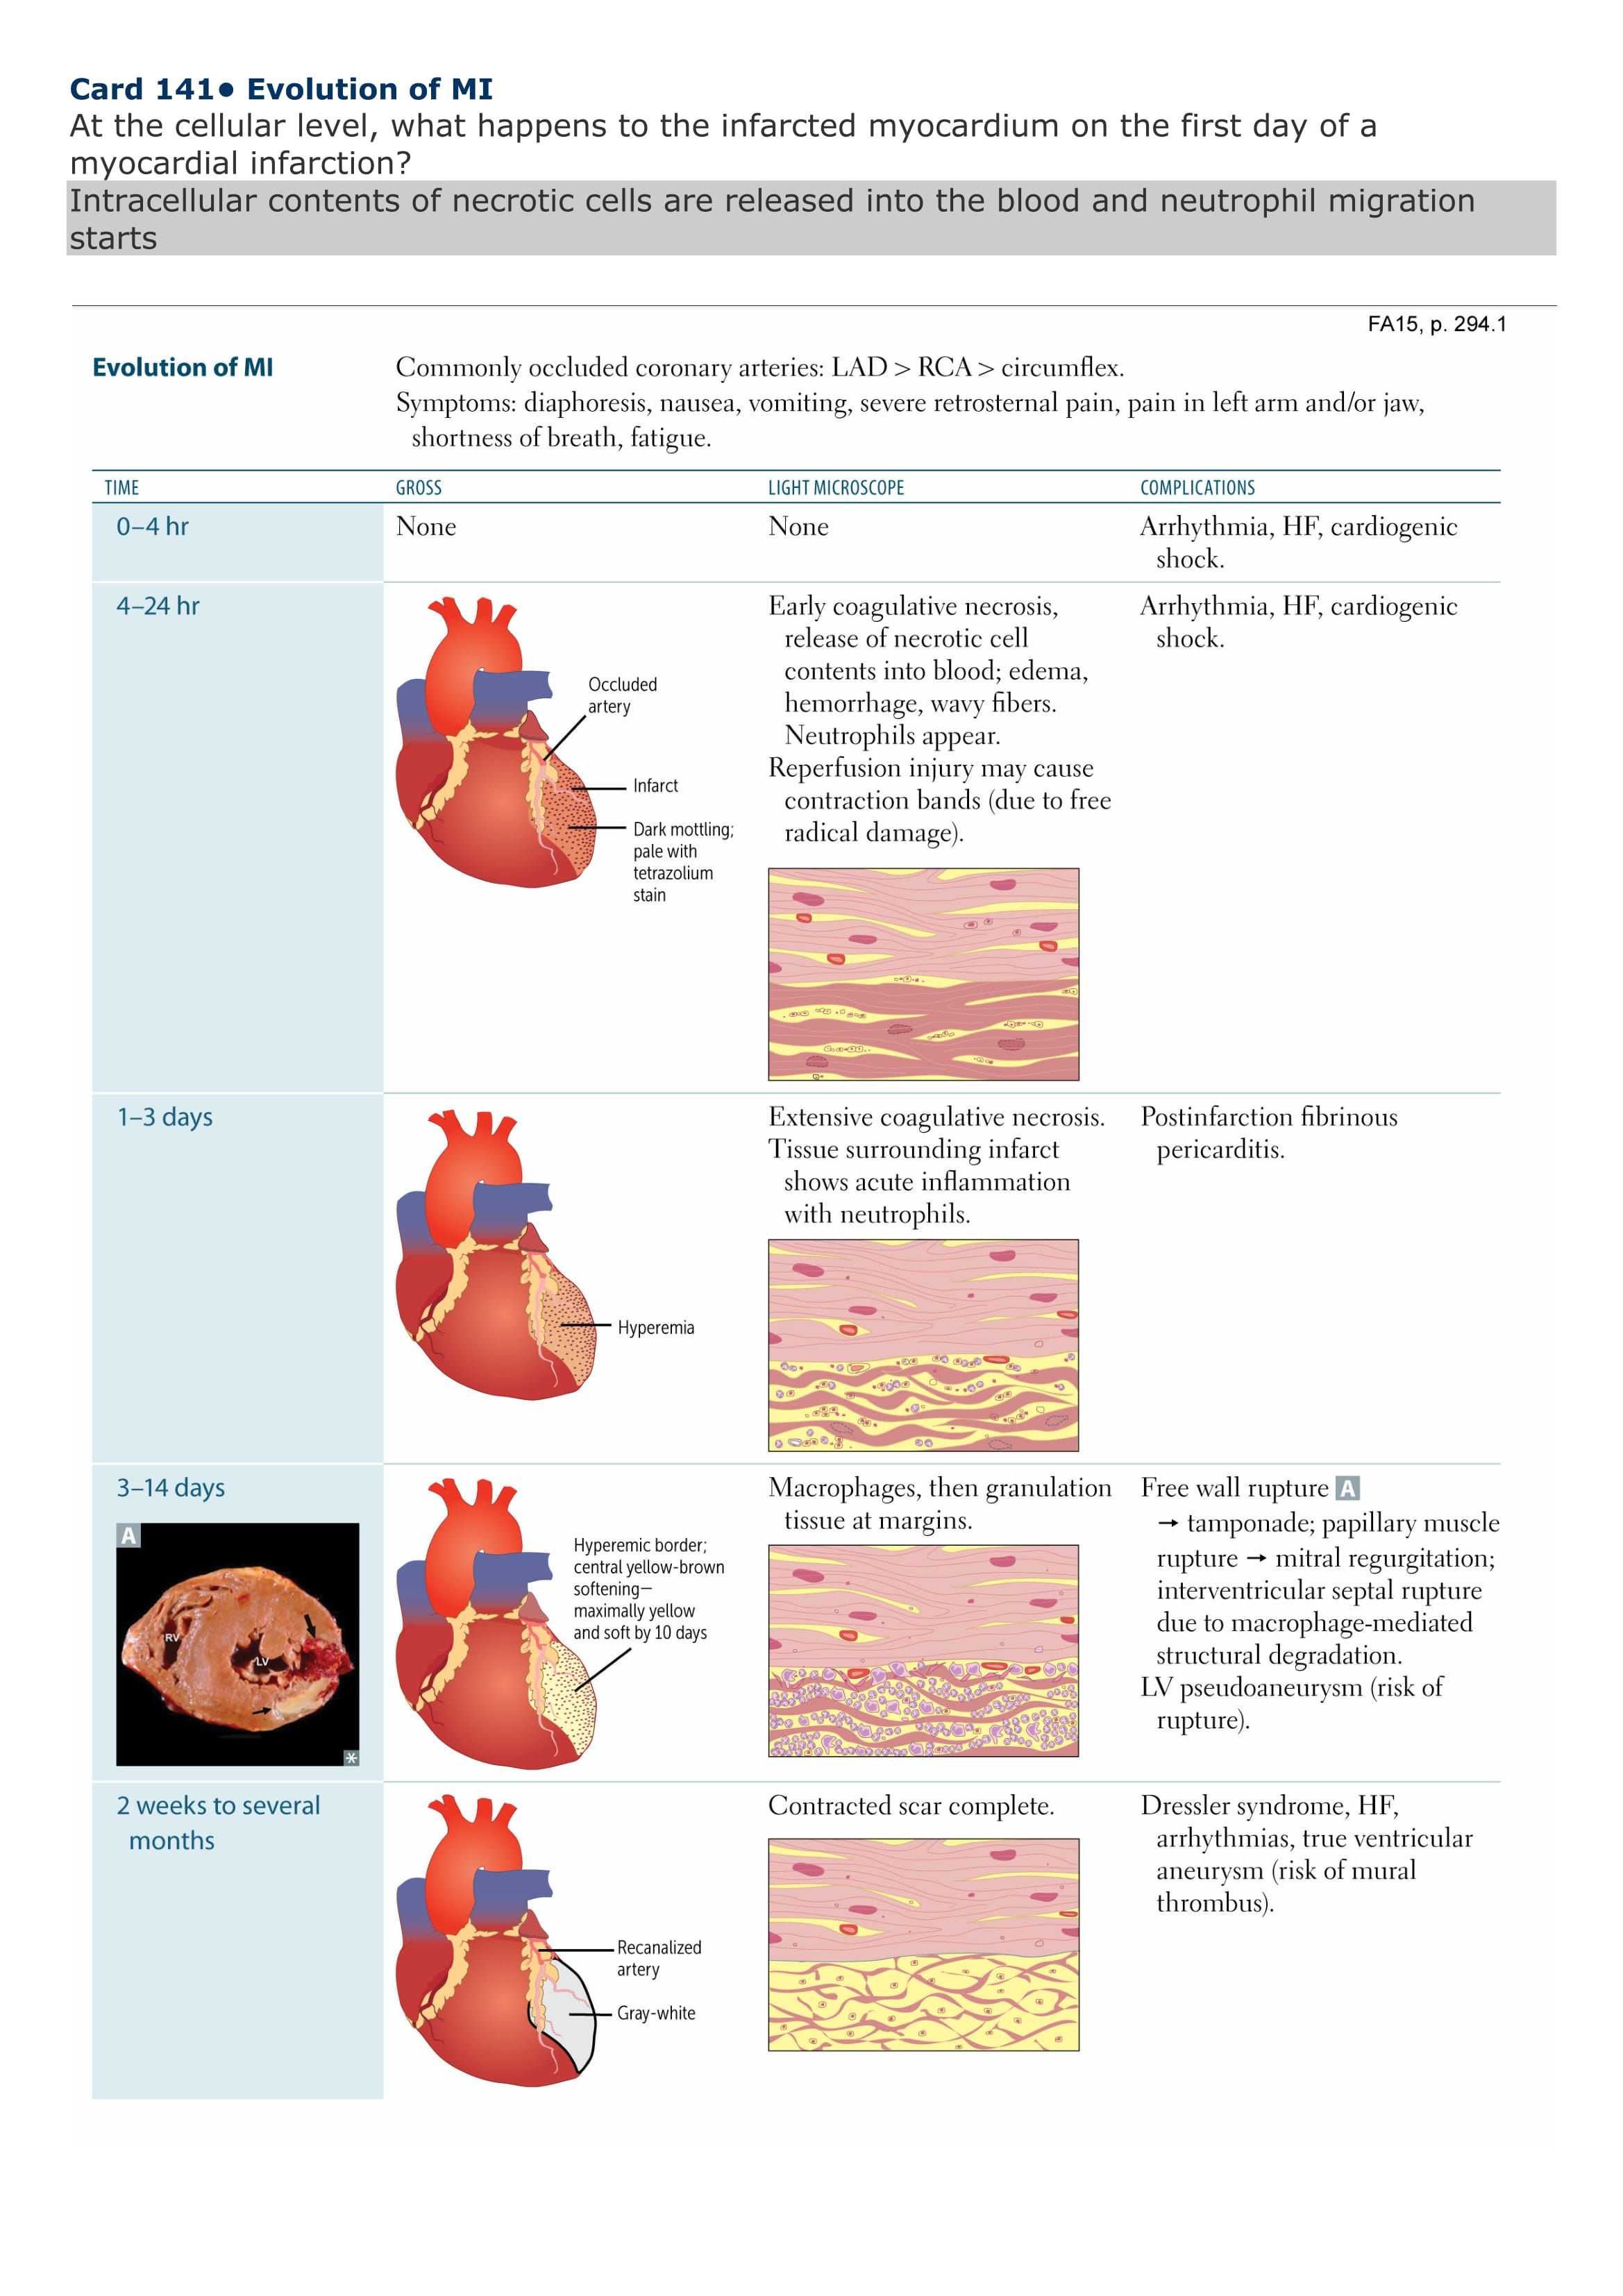 Card 141● Evolution of MI
At the cellular level, what happens to the infarcted myocardium on the first day of a
myocardial infarction?
Intracellular contents of necrotic cells are released into the blood and neutrophil migration
starts
FA15, p. 294.1
Evolution of MI
Commonly occluded coronary arteries: LAD > RCA > circumflex.
Symptoms: diaphoresis, nausea, vomiting, severe retrosternal pain, pain in left arm and/or jaw,
shortness of breath, fatigue.
TIME
GROSS
LIGHT MICROSCOPE
COMPLICATIONS
0–4 hr
None
None
Arrhythmia, HF, cardiogenic
shock.
4–24 hr
Occluded
artery
Infarct
Dark mottling;
pale with
tetrazolium
stain
Early coagulative necrosis,
release of necrotic cell
contents into blood; edema,
hemorrhage, wavy fibers.
Neutrophils appear.
Reperfusion injury may cause
contraction bands (due to free
radical damage).
Arrhythmia, HF, cardiogenic
shock.
1–3 days
Hyperemia
Extensive coagulative necrosis.
Tissue surrounding infarct
shows acute inflammation
with neutrophils.
Postinfarction fibrinous
pericarditis.
3–14 days
A
RV
LV
*
Hyperemic border;
central yellow-brown
softening—
maximally yellow
and soft by 10 days
Macrophages, then granulation
tissue at margins.
Free wall rupture A
→ tamponade; papillary muscle
rupture → mitral regurgitation;
interventricular septal rupture
due to macrophage-mediated
structural degradation.
LV pseudoaneurysm (risk of
rupture).
2 weeks to several
months
Recanalized
artery
Gray-white
Contracted scar complete.
Dressler syndrome, HF,
arrhythmias, true ventricular
aneurysm (risk of mural
thrombus).